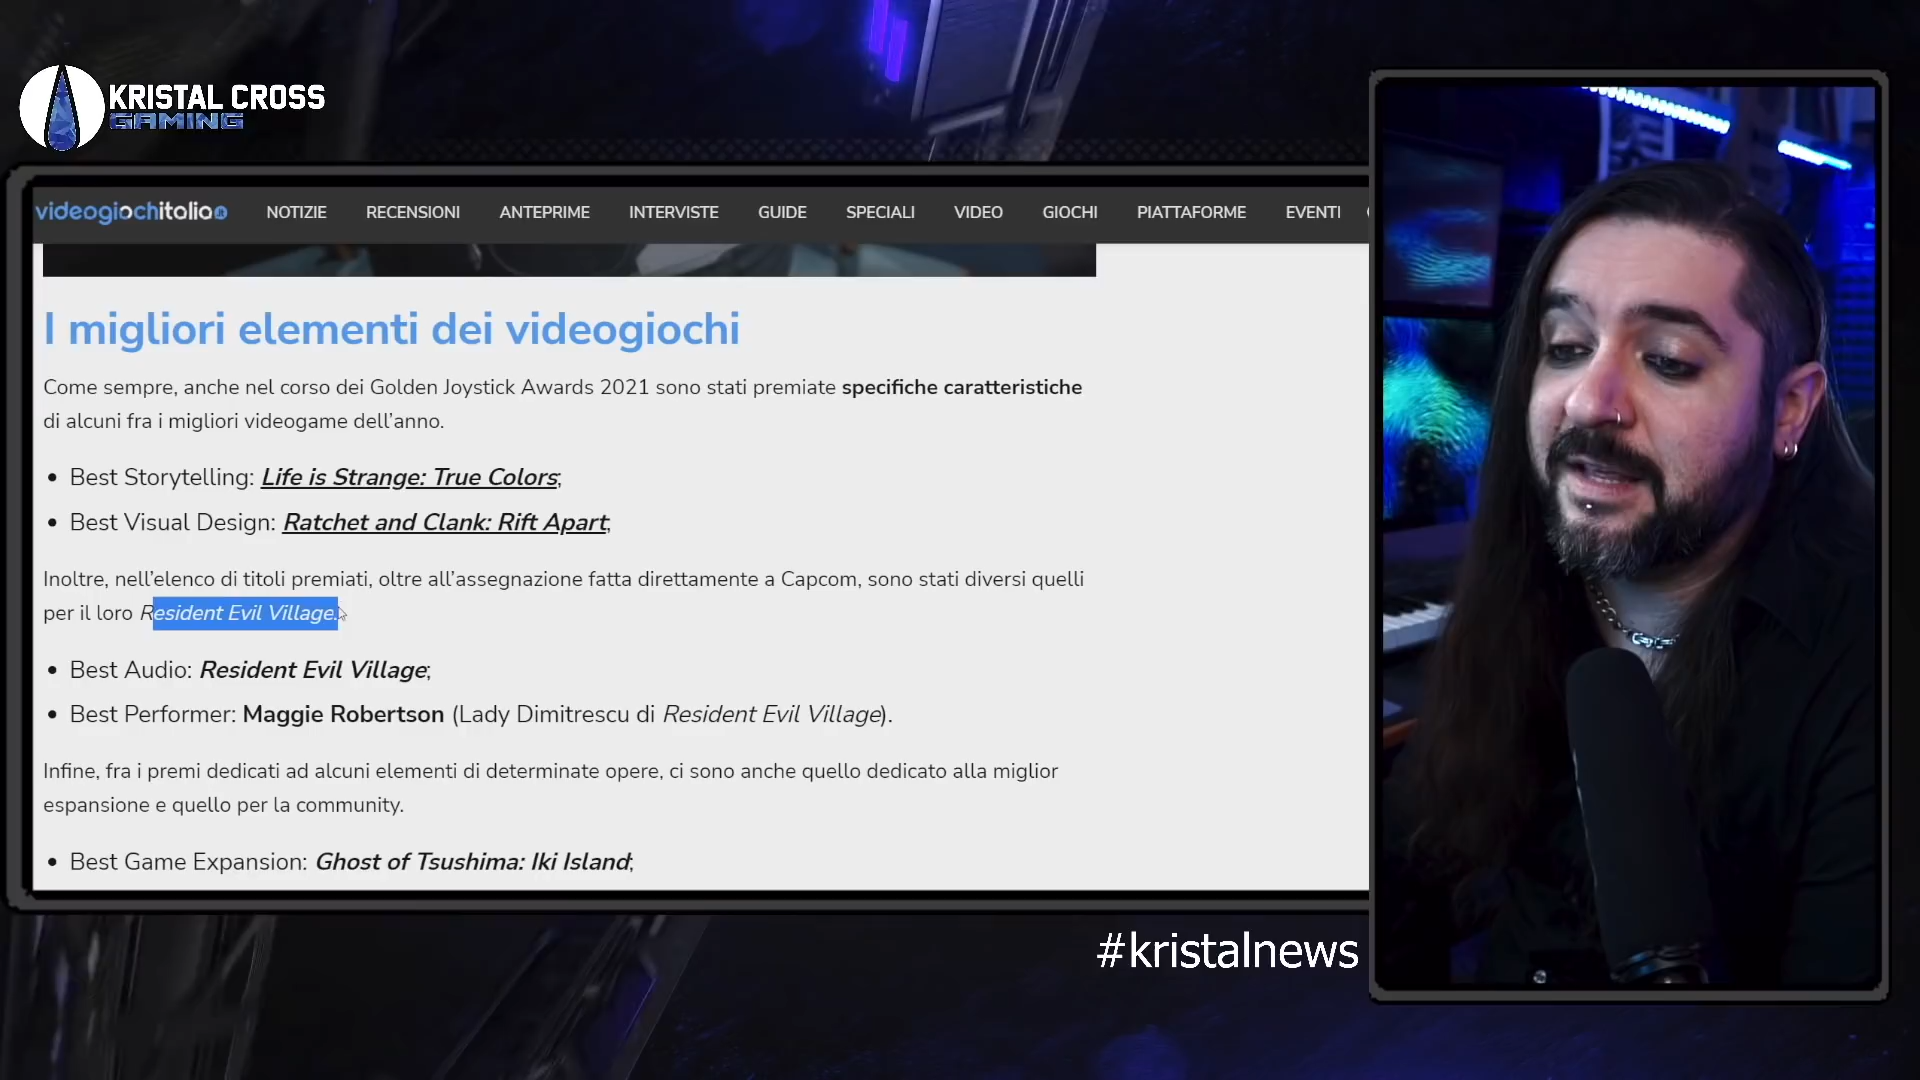 KRISTAL CROSS
GAMING
videogiochitalia.it NOTIZIE RECENSIONI ANTEPRIME INTERVISTE GUIDE SPECIALI VIDEO GIOCHI PIATTAFORME EVENTI
I migliori elementi dei videogiochi
Come sempre, anche nel corso dei Golden Joystick Awards 2021 sono stati premiate specifiche caratteristiche
di alcuni fra i migliori videogame dell’anno.
• Best Storytelling: Life is Strange: True Colors;
• Best Visual Design: Ratchet and Clank: Rift Apart;
Inoltre, nell’elenco di titoli premiati, oltre all’assegnazione fatta direttamente a Capcom, sono stati diversi quelli
per il loro Resident Evil Village.
• Best Audio: Resident Evil Village;
• Best Performer: Maggie Robertson (Lady Dimitrescu di Resident Evil Village).
Infine, fra i premi dedicati ad alcuni elementi di determinate opere, ci sono anche quello dedicato alla miglior
espansione e quello per la community.
• Best Game Expansion: Ghost of Tsushima: Iki Island;
#kristalnews